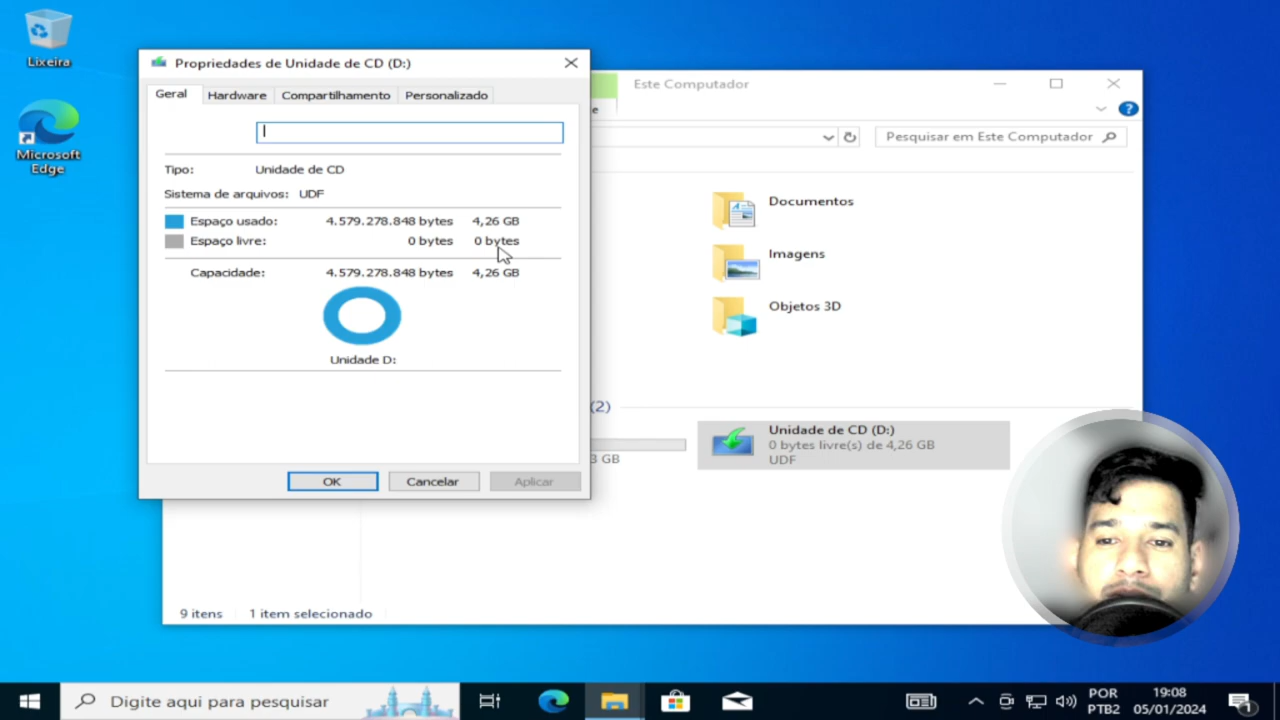 Lixeira
Microsoft
Edge
Propriedades de Unidade de CD (D:)
Geral
Hardware
Compartilhamento
Personalizado
Tipo:
Unidade de CD
Sistema de arquivos:
UDF
Espaço usado:
4.579.278.848 bytes
4,26 GB
Espaço livre:
0 bytes
0 bytes
Capacidade:
4.579.278.848 bytes
4,26 GB
Unidade D:
OK
Cancelar
Aplicar
Este Computador
e
?
Pesquisar em Este Computador
Documentos
Imagens
Objetos 3D
(2)
3 GB
Unidade de CD (D:)
0 bytes livre(s) de 4,26 GB
UDF
9 itens
1 item selecionado
Digite aqui para pesquisar
POR
PTB2
19:08
05/01/2024
1